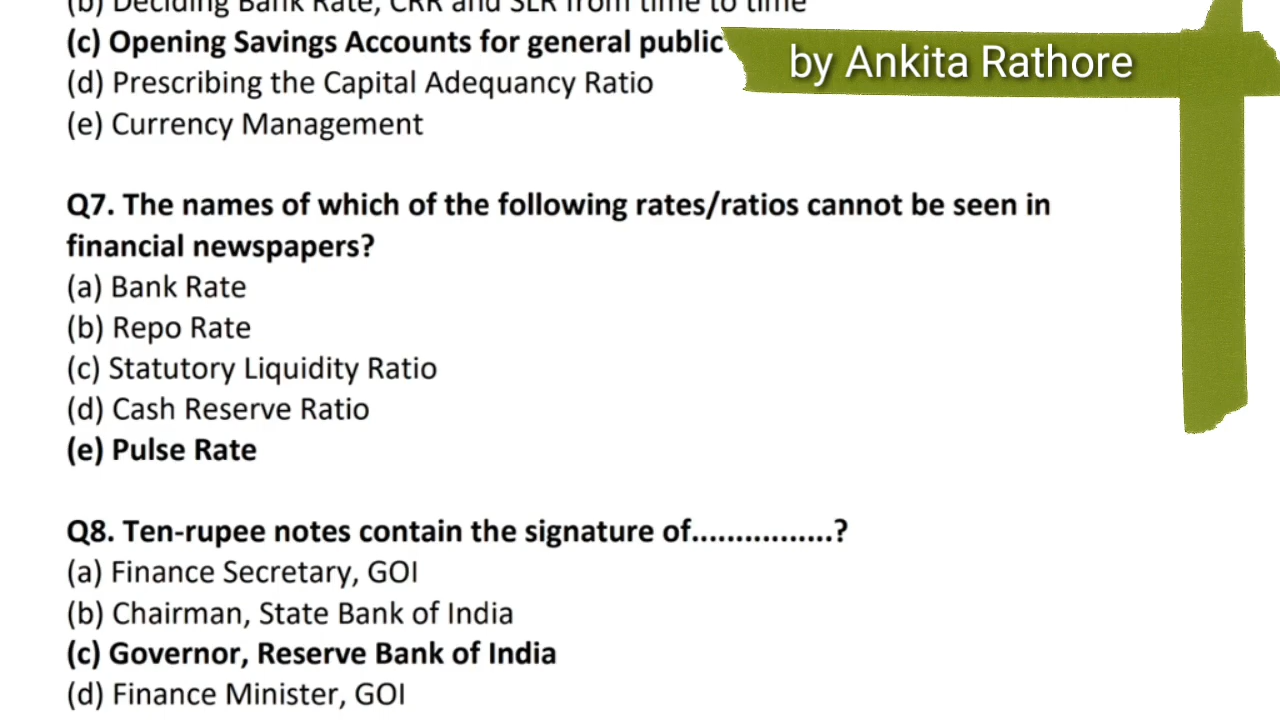 (b) Deciding Bank Rate, CRR and SLR from time to time
(c) Opening Savings Accounts for general public
by Ankita Rathore
(d) Prescribing the Capital Adequancy Ratio
(e) Currency Management
Q7. The names of which of the following rates/ratios cannot be seen in
financial newspapers?
(a) Bank Rate
(b) Repo Rate
(c) Statutory Liquidity Ratio
(d) Cash Reserve Ratio
(e) Pulse Rate
Q8. Ten-rupee notes contain the signature of................?
(a) Finance Secretary, GOI
(b) Chairman, State Bank of India
(c) Governor, Reserve Bank of India
(d) Finance Minister, GOI